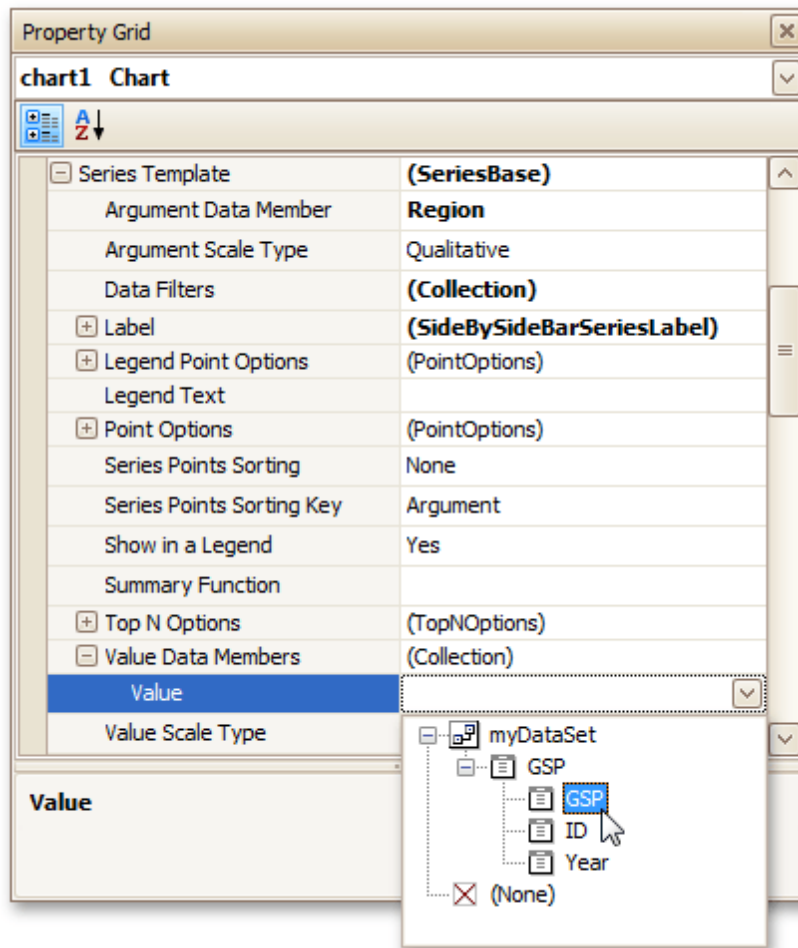 Property Grid
chart1 Chart
A
Z
Series Template (SeriesBase)
Argument Data Member Region
Argument Scale Type Qualitative
Data Filters (Collection)
Label (SideBySideBarSeriesLabel)
Legend Point Options (PointOptions)
Legend Text
Point Options (PointOptions)
Series Points Sorting None
Series Points Sorting Key Argument
Show in a Legend Yes
Summary Function
Top N Options (TopNOptions)
Value Data Members (Collection)
Value
Value Scale Type
myDataSet
GSP
GSP
ID
Year
(None)
Value